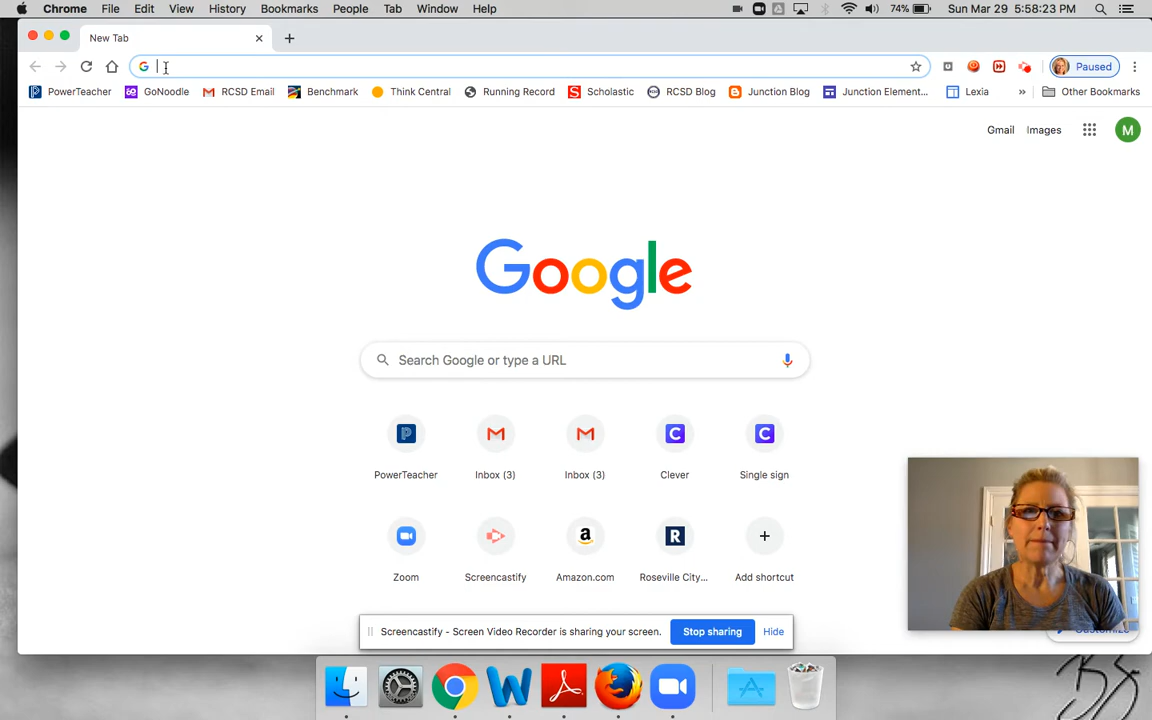 Chrome File Edit View History Bookmarks People Tab Window Help 74% Sun Mar 29 5:58:23 PM
New Tab
Paused
PowerTeacher GoNoodle RCSD Email Benchmark Think Central Running Record Scholastic RCSD Blog Junction Blog Junction Element... Lexia » Other Bookmarks
Gmail Images M
Google
Search Google or type a URL
PowerTeacher Inbox (3) Inbox (3) Clever Single sign
Zoom Screencastify Amazon.com Roseville City... Add shortcut
Screencastify - Screen Video Recorder is sharing your screen. Stop sharing Hide
Customize